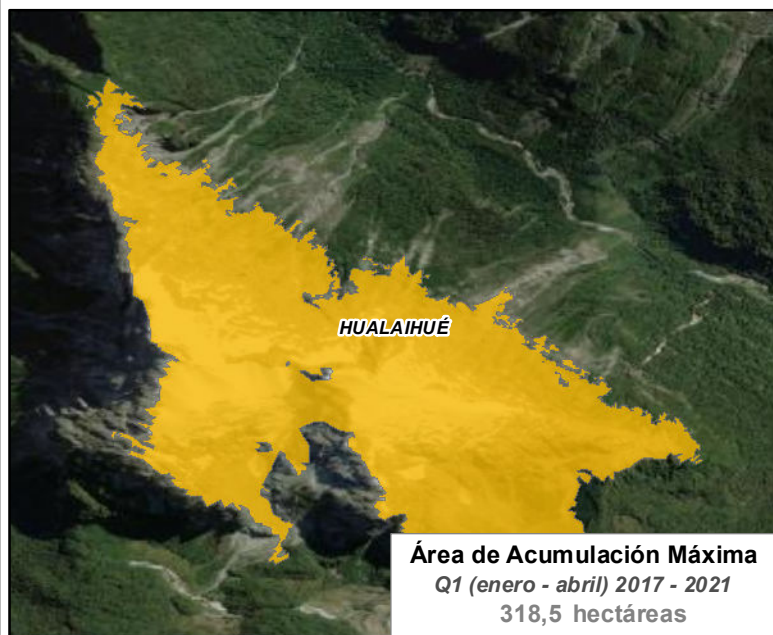 HUALAIHUÉ
Área de Acumulación Máxima
Q1 (enero - abril) 2017 - 2021
318,5 hectáreas